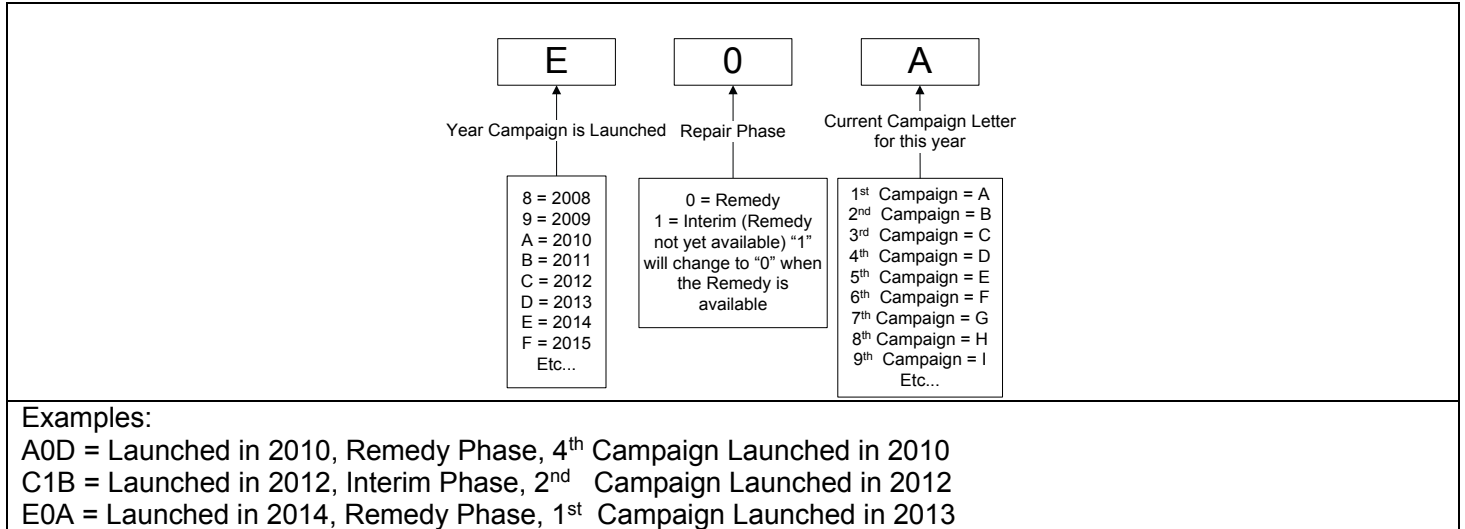 E 0 A
Year Campaign is Launched
Repair Phase
Current Campaign Letter
for this year
8 = 2008
9 = 2009
A = 2010
B = 2011
C = 2012
D = 2013
E = 2014
F = 2015
Etc...
0 = Remedy
1 = Interim (Remedy
not yet available) “1”
will change to “0” when
the Remedy is
available
1st Campaign = A
2nd Campaign = B
3rd Campaign = C
4th Campaign = D
5th Campaign = E
6th Campaign = F
7th Campaign = G
8th Campaign = H
9th Campaign = I
Etc...
Examples:
A0D = Launched in 2010, Remedy Phase, 4th Campaign Launched in 2010
C1B = Launched in 2012, Interim Phase, 2nd Campaign Launched in 2012
E0A = Launched in 2014, Remedy Phase, 1st Campaign Launched in 2013